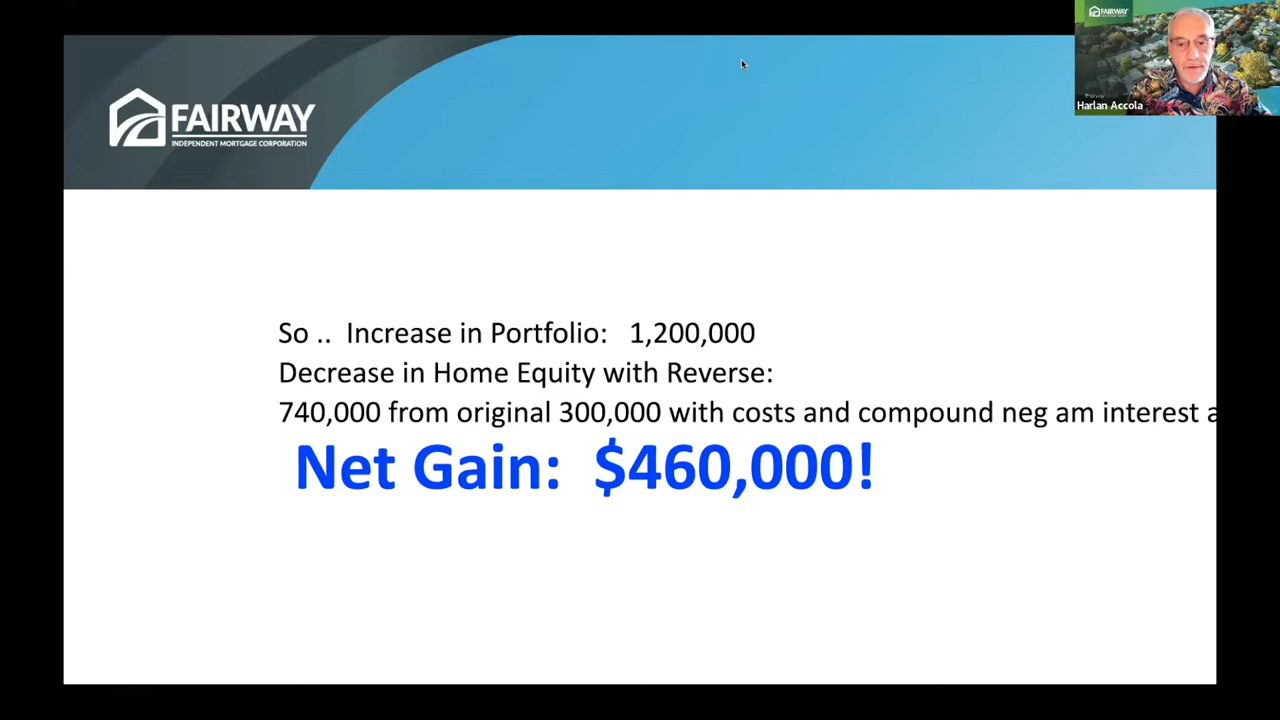 FAIRWAY
INDEPENDENT MORTGAGE CORPORATION
FAIRWAY
Harlan Accola
So .. Increase in Portfolio: 1,200,000
Decrease in Home Equity with Reverse:
740,000 from original 300,000 with costs and compound neg am interest a
Net Gain: $460,000!